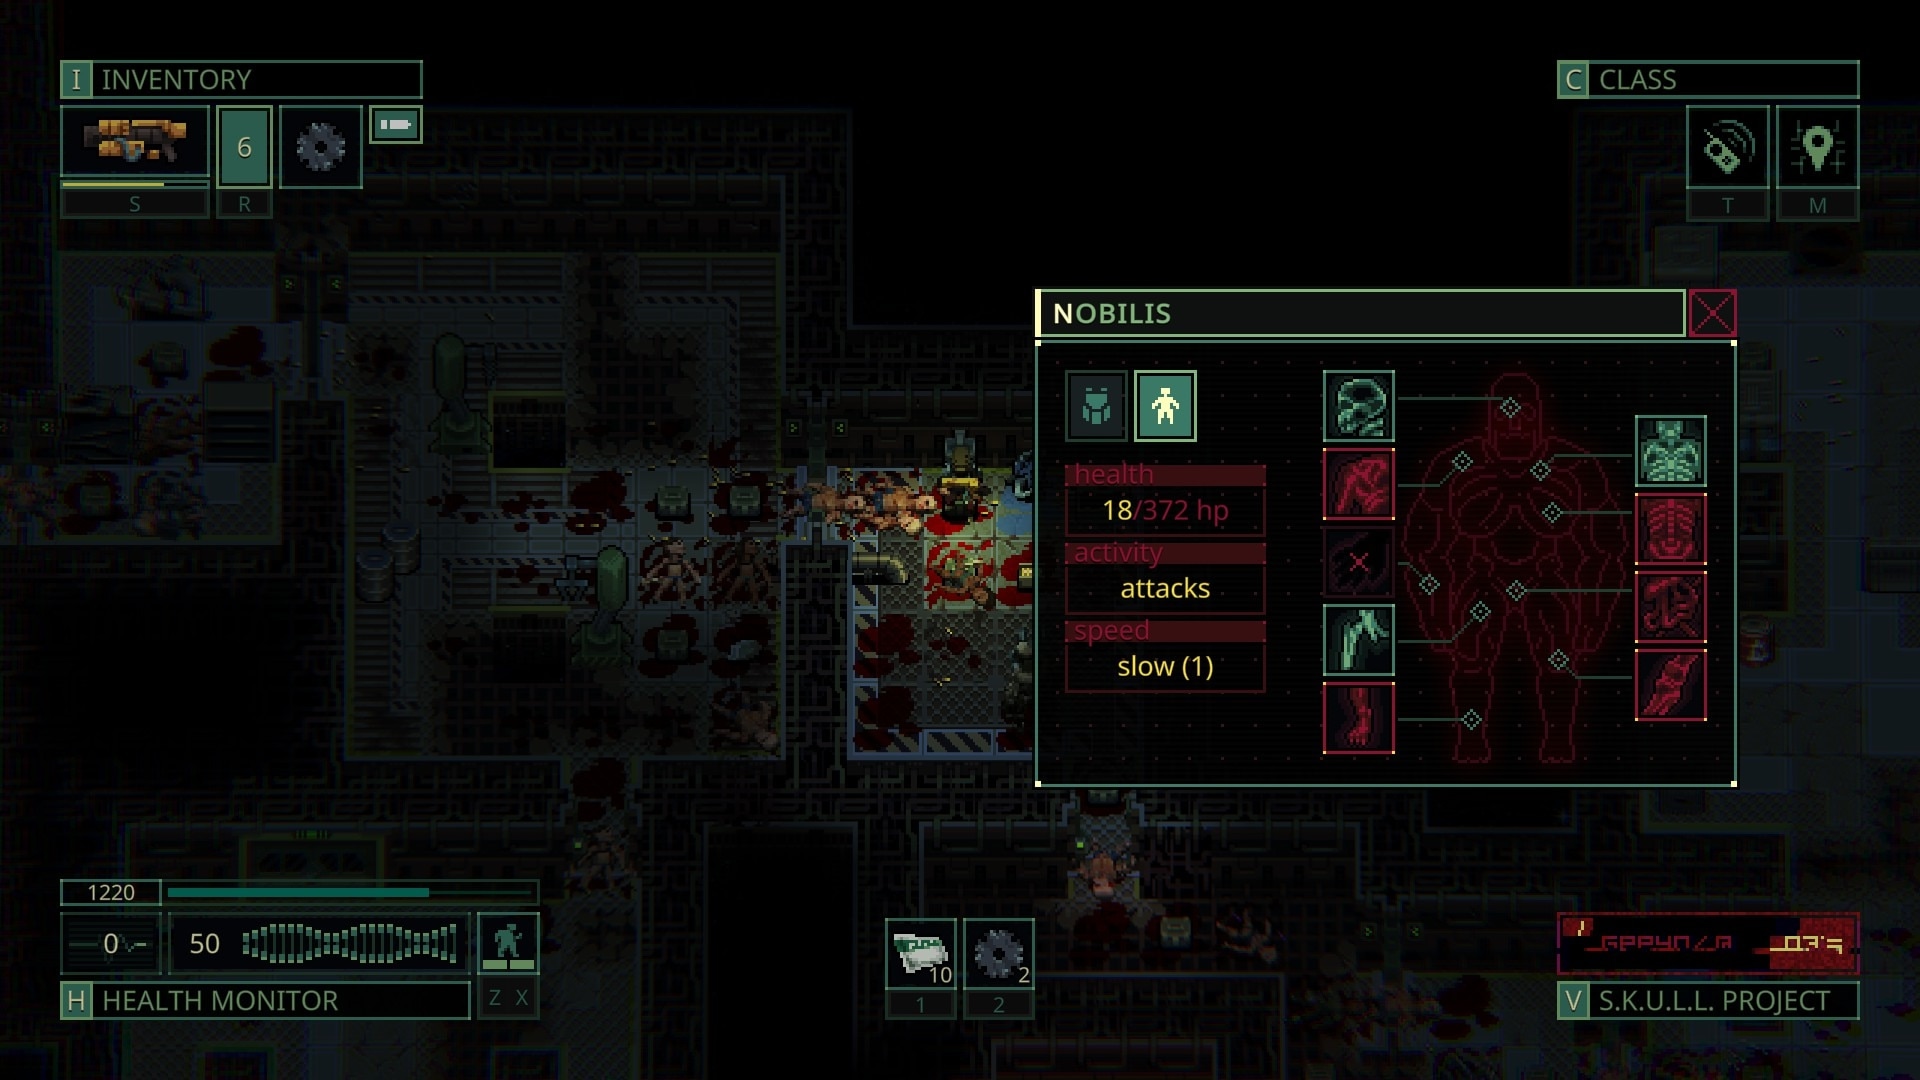 I INVENTORY
6
S
R
C CLASS
T
M
NOBILIS
health
18/372 hp
activity
attacks
speed
slow (1)
1220
0
50
H HEALTH MONITOR
Z X
10
2
1
2
V S.K.U.L.L. PROJECT